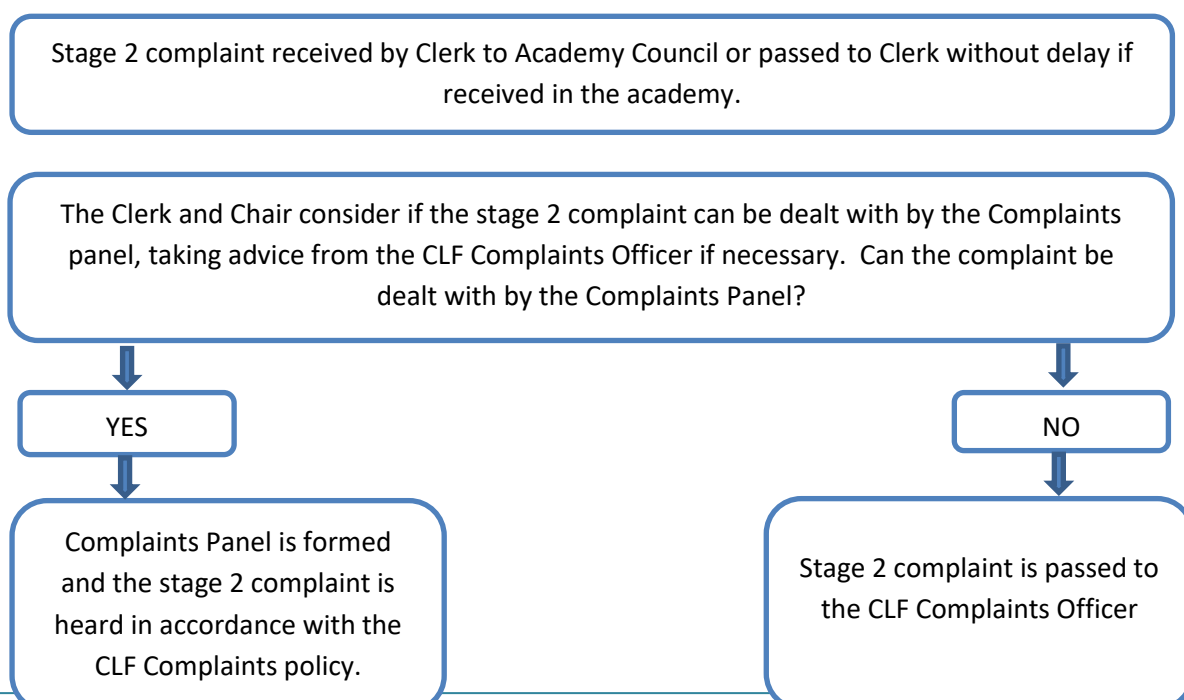 Stage 2 complaint received by Clerk to Academy Council or passed to Clerk without delay if
received in the academy.
The Clerk and Chair consider if the stage 2 complaint can be dealt with by the Complaints
panel, taking advice from the CLF Complaints Officer if necessary.  Can the complaint be
dealt with by the Complaints Panel?
YES
NO
Complaints Panel is formed
and the stage 2 complaint is
heard in accordance with the
CLF Complaints policy.
Stage 2 complaint is passed to
the CLF Complaints Officer